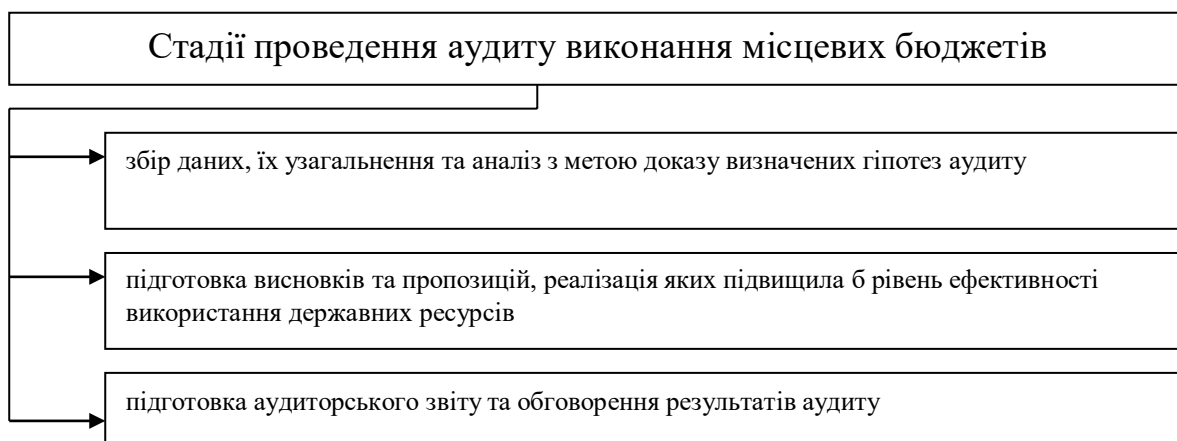 Стадії проведення аудиту виконання місцевих бюджетів
збір даних, їх узагальнення та аналіз з метою доказу визначених гіпотез аудиту
підготовка висновків та пропозицій, реалізація яких підвищила б рівень ефективності
використання державних ресурсів
підготовка аудиторського звіту та обговорення результатів аудиту